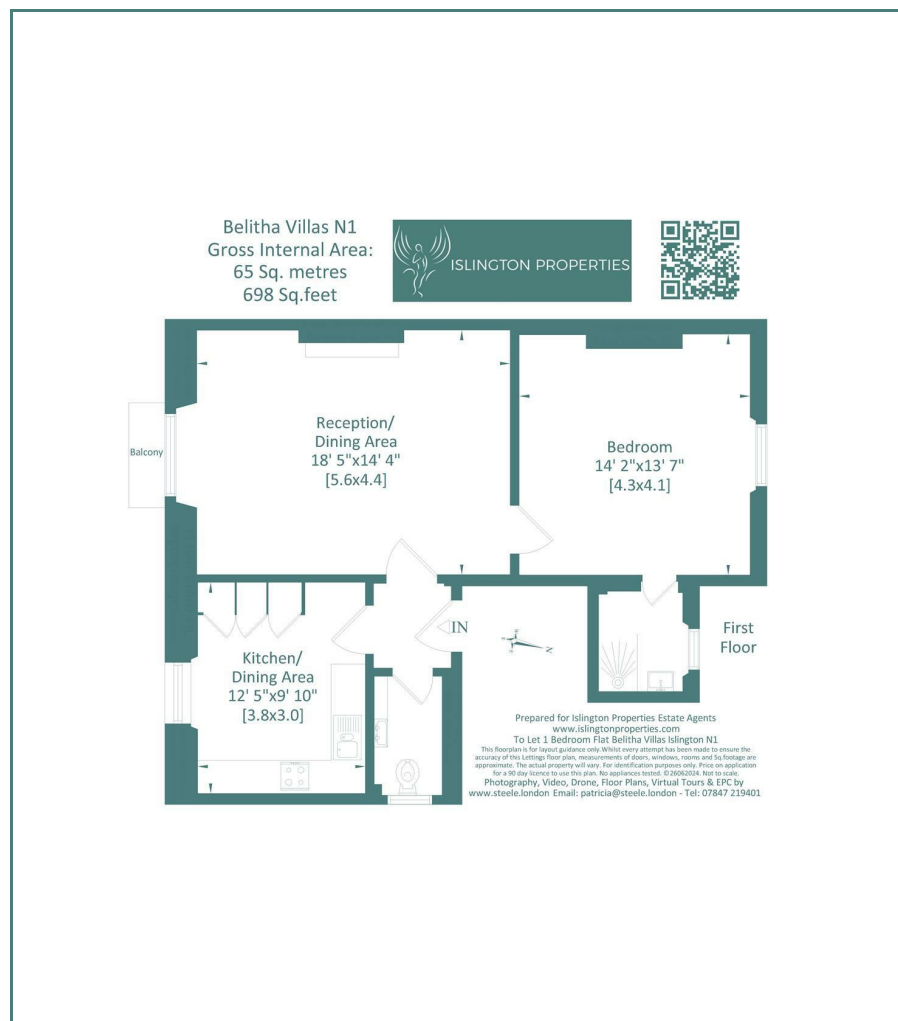 Belitha Villas N1
Gross Internal Area:
65 Sq. metres
698 Sq.feet
ISLINGTON PROPERTIES
Balcony
Reception/
Dining Area
18' 5"x14' 4"
[5.6x4.4]
Bedroom
14' 2"x13' 7"
[4.3x4.1]
IN
N
First
Floor
Kitchen/
Dining Area
12' 5"x9' 10"
[3.8x3.0]
Prepared for Islington Properties Estate Agents
www.islingtonproperties.com
To Let 1 Bedroom Flat Belitha Villas Islington N1
This floorplan is for layout guidance only. Whilst every attempt has been made to ensure the
accuracy of this Lettings floor plan, measurements of doors, windows, rooms and Sq.footage are
approximate. The actual property will vary. For identification purposes only. Price on application
for a 90 day licence to use this plan. No appliances tested. ©26062024. Not to scale.
Photography, Video, Drone, Floor Plans, Virtual Tours & EPC by
www.steele.london Email: patricia@steele.london - Tel: 07847 219401